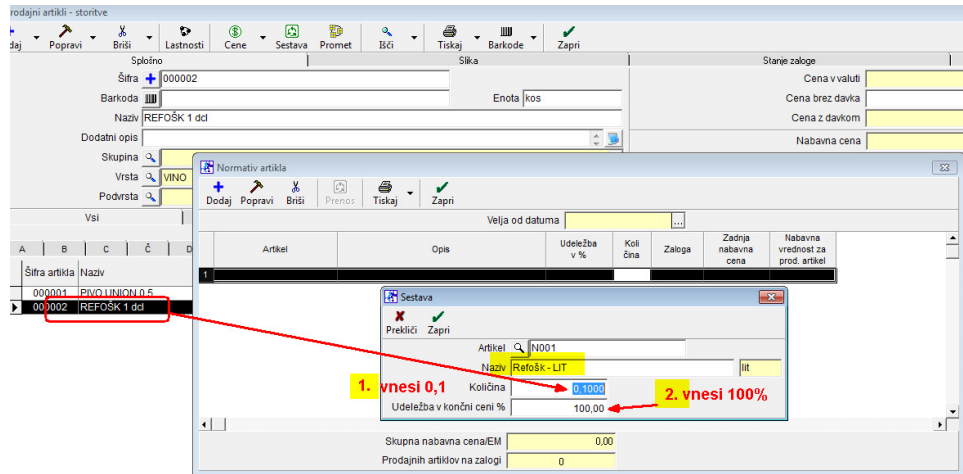 rodajni artikli - storitve
daj Popravi Briši Lastnosti Cene Sestava Promet Išči Tiskaj Barkode Zapri
Splošno Slika Stanje zaloge
Šifra 000002 Cena v valuti
Barkoda Enota kos Cena brez davka
Naziv REFOŠK 1 dcl Cena z davkom
Dodatni opis Nabavna cena
Skupina
Vrsta VINO
Podvrsta
Vsi
A B C Č D
Šifra artikla Naziv
000001 PIVO UNION 0,5
000002 REFOŠK 1 dcl
Normativ artikla
Dodaj Popravi Briši Prenos Tiskaj Zapri
Velja od datuma ...
Artikel Opis Udeležba v % Koli čina Zaloga Zadnja nabavna cena Nabavna vrednost za prod. artikel
1
Sestava
Prekliči Zapri
Artikel N001
Naziv Refošk - LIT lit
Količina 0,1000
Udeležba v končni ceni % 100,00
1. vnesi 0,1
2. vnesi 100%
Skupna nabavna cena/EM 0,00
Prodajnih artiklov na zalogi 0